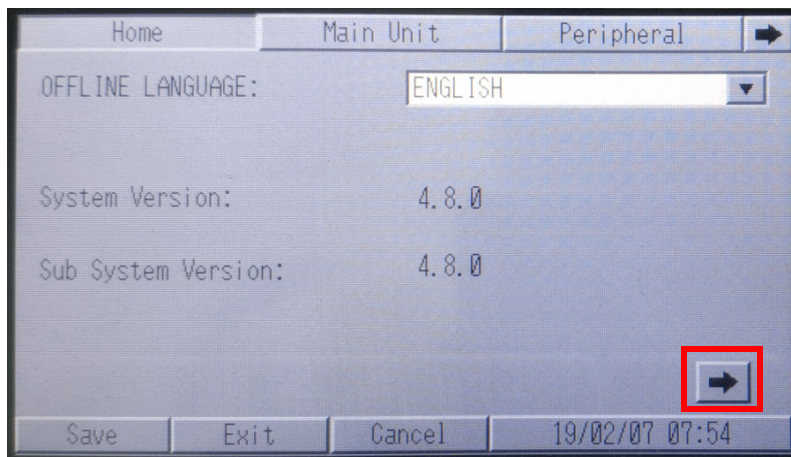 Home Main Unit Peripheral
OFFLINE LANGUAGE: ENGLISH
System Version: 4.8.0
Sub System Version: 4.8.0
Save Exit Cancel 19/02/07 07:54